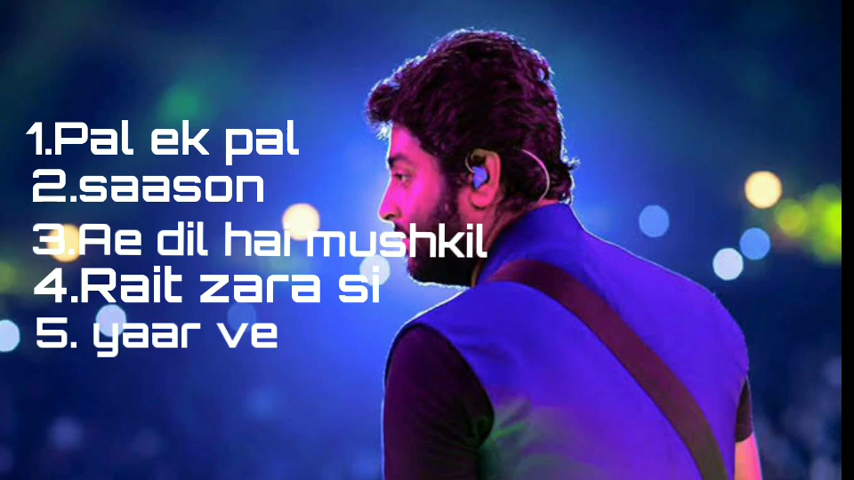 1.Pal ek pal
2.saason
3.Ae dil hai mushkil
4.Rait zara si
5. yaar ve